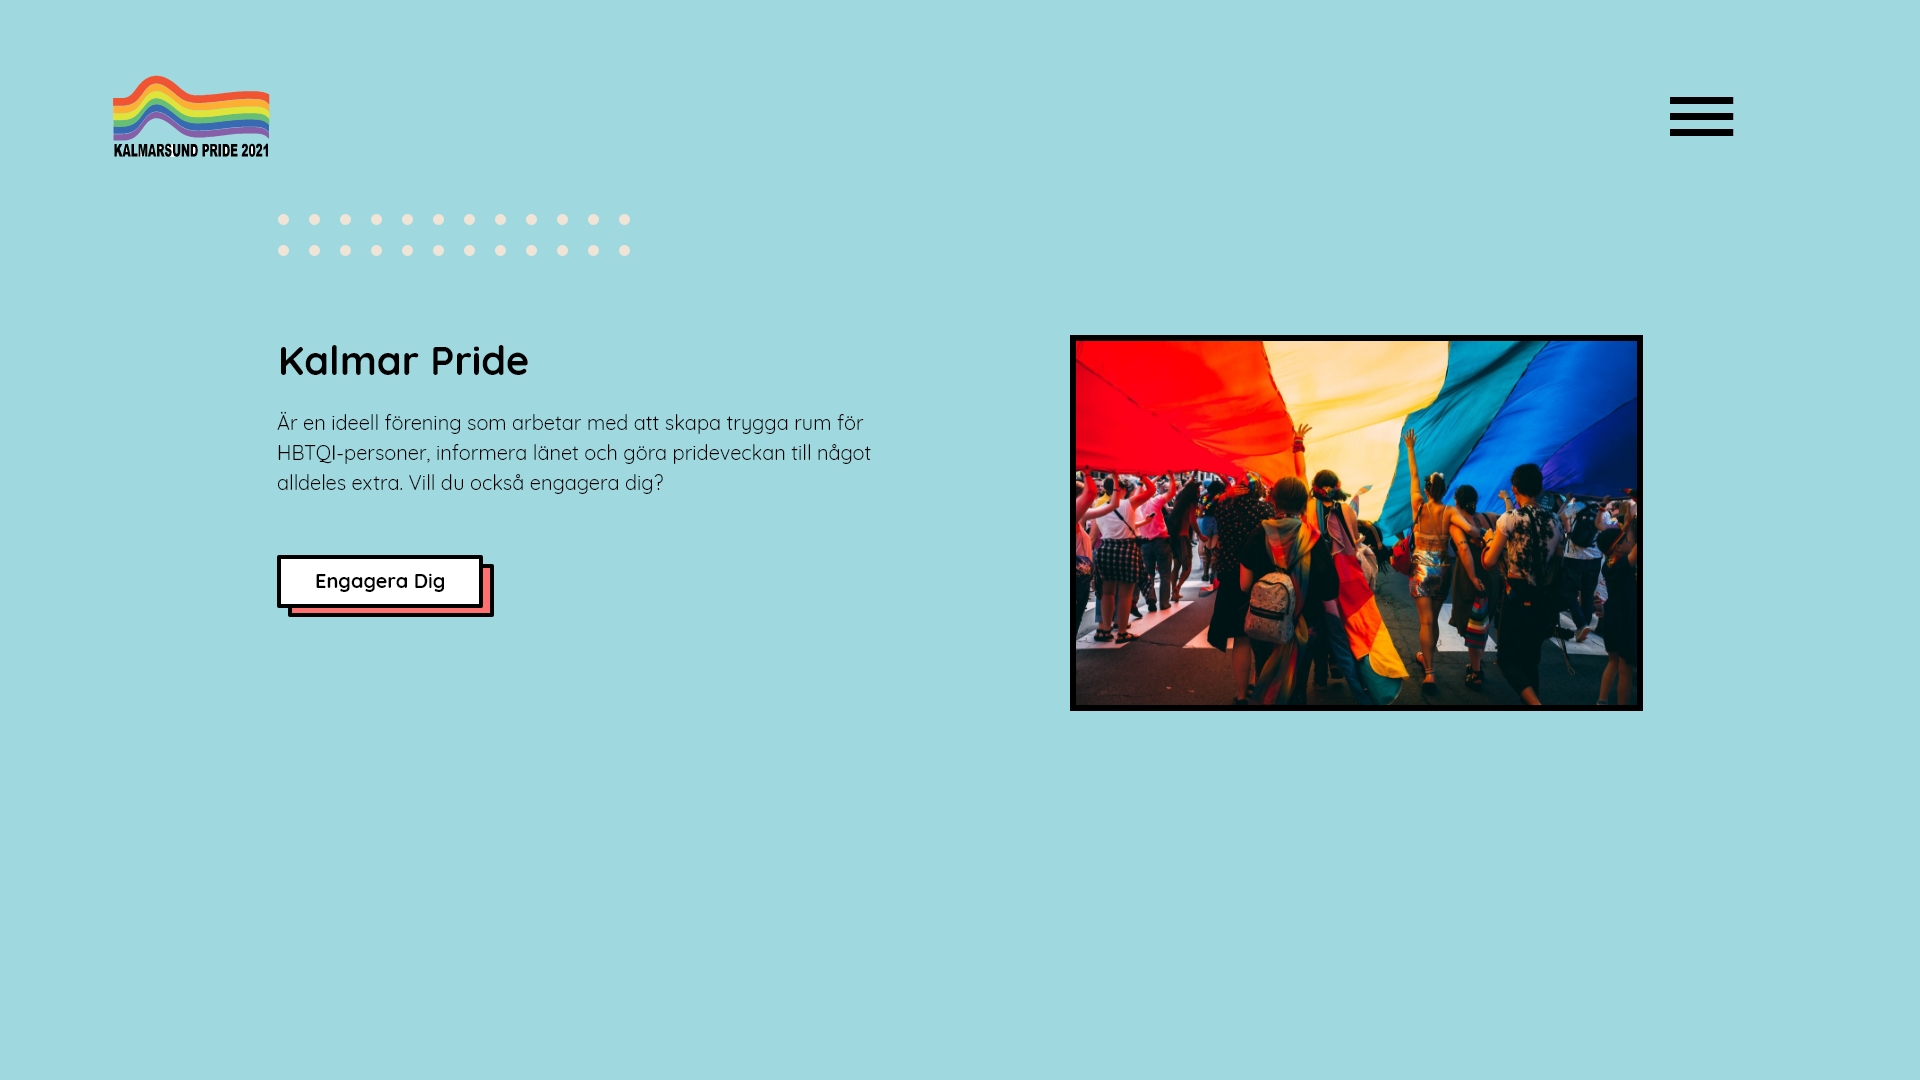 KALMARSUND PRIDE 2021
Kalmar Pride
Är en ideell förening som arbetar med att skapa trygga rum för
HBTQI-personer, informera länet och göra prideveckan till något
alldeles extra. Vill du också engagera dig?
Engagera Dig